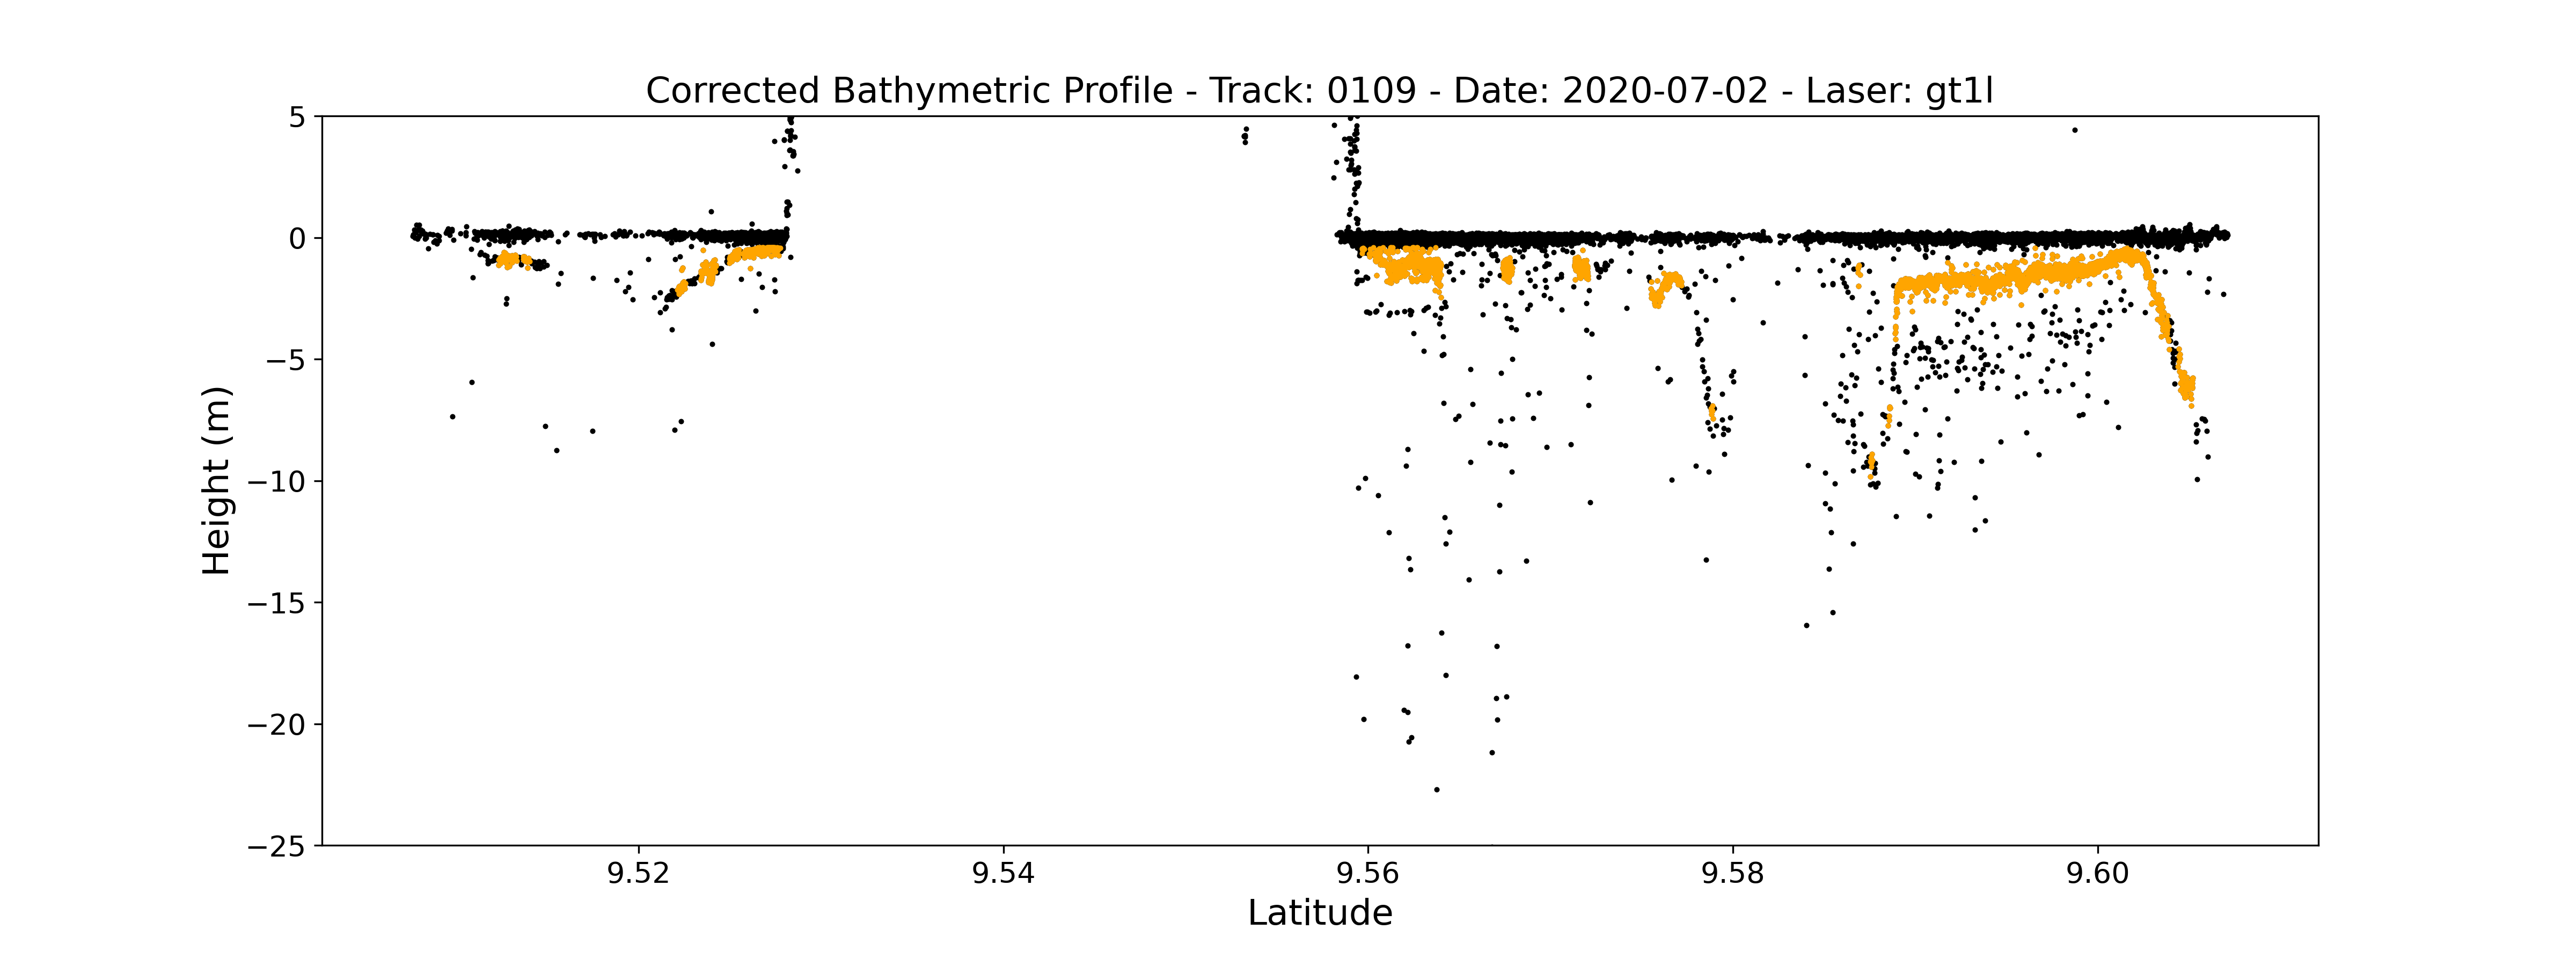 Corrected Bathymetric Profile - Track: 0109 - Date: 2020-07-02 - Laser: gt1l
5
0
−5
−10
−15
−20
−25
Height (m)
9.52 9.54 9.56 9.58 9.60
Latitude